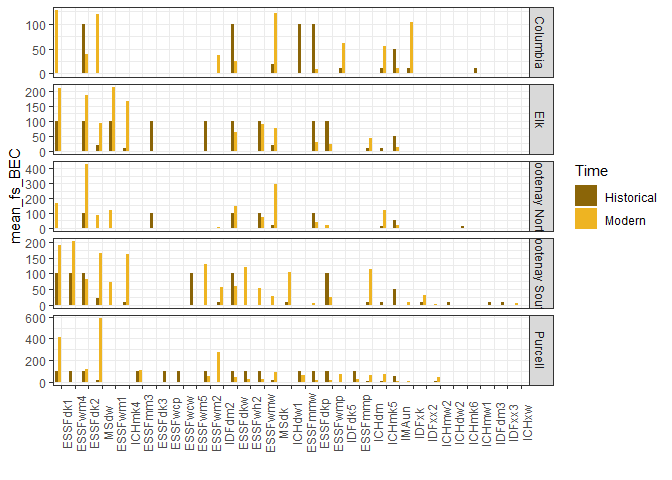 mean_fs_BEC
100
50
0
Columbia
200
150
100
50
0
Elk
400
300
200
100
0
ootenay Nort
200
150
100
50
0
ootenay Sout
600
400
200
0
Purcell
ESSFdk1
ESSFwm4
ESSFdk2
MSdw
ESSFwm1
ICHmk4
ESSFmm3
ESSFdk3
ESSFwcp
ESSFwcw
ESSFwm5
ESSFwm2
IDFdm2
ESSFdkw
ESSFwh2
ESSFwmw
MSdk
ICHdw1
ESSFmmw
ESSFdkp
ESSFwmp
IDFdk5
ESSFmmp
ICHdm
ICHmk5
IMAun
IDFxk
IDFxx2
ICHmw2
ICHdw2
ICHmk6
ICHmw1
IDFdm3
IDFxx3
ICHxw
Time
Historical
Modern